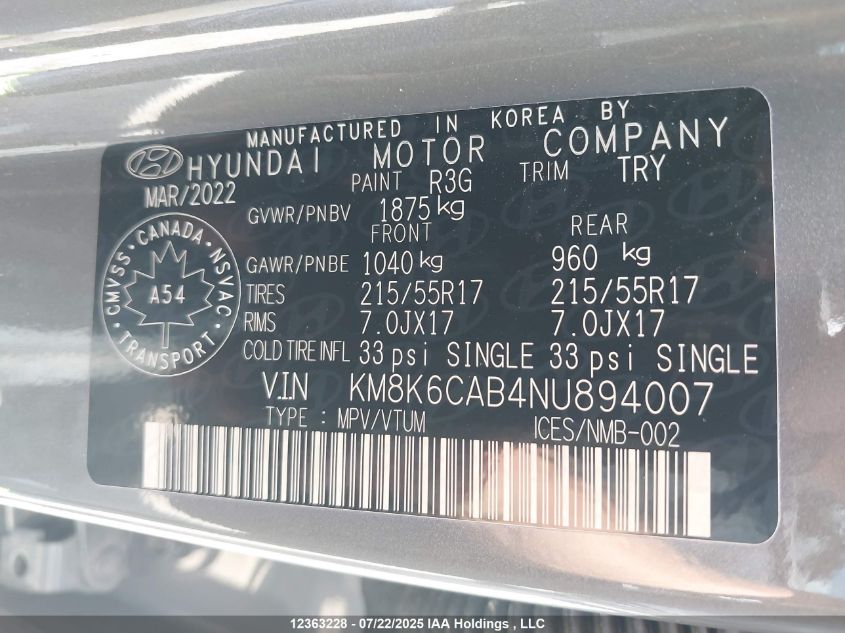 MANUFACTURED IN KOREA BY
HYUNDAI MOTOR COMPANY
MAR/2022 PAINT R3G TRIM TRY
GVWR/PNBV 1875 kg
FRONT REAR
GAWR/PNBE 1040 kg 960 kg
TIRES 215/55R17 215/55R17
RIMS 7.0JX17 7.0JX17
COLD TIRE INFL 33 psi SINGLE 33 psi SINGLE
V.I.N KM8K6CAB4NU894007
TYPE : MPV/VTUM ICES/NMB-002
CMVSS • CANADA • NSVAC
A54
• TRANSPORT •
12363228 - 07/22/2025 IAA Holdings , LLC